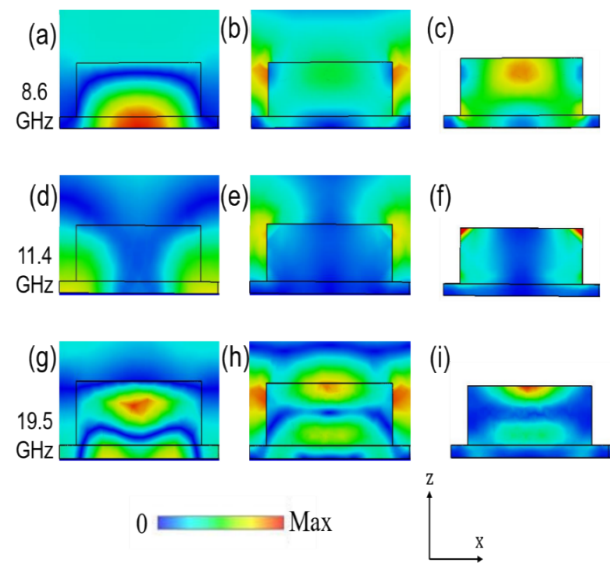 (a) (b) (c)
8.6
GHz
(d) (e) (f)
11.4
GHz
(g) (h) (i)
19.5
GHz
0 Max
z
x